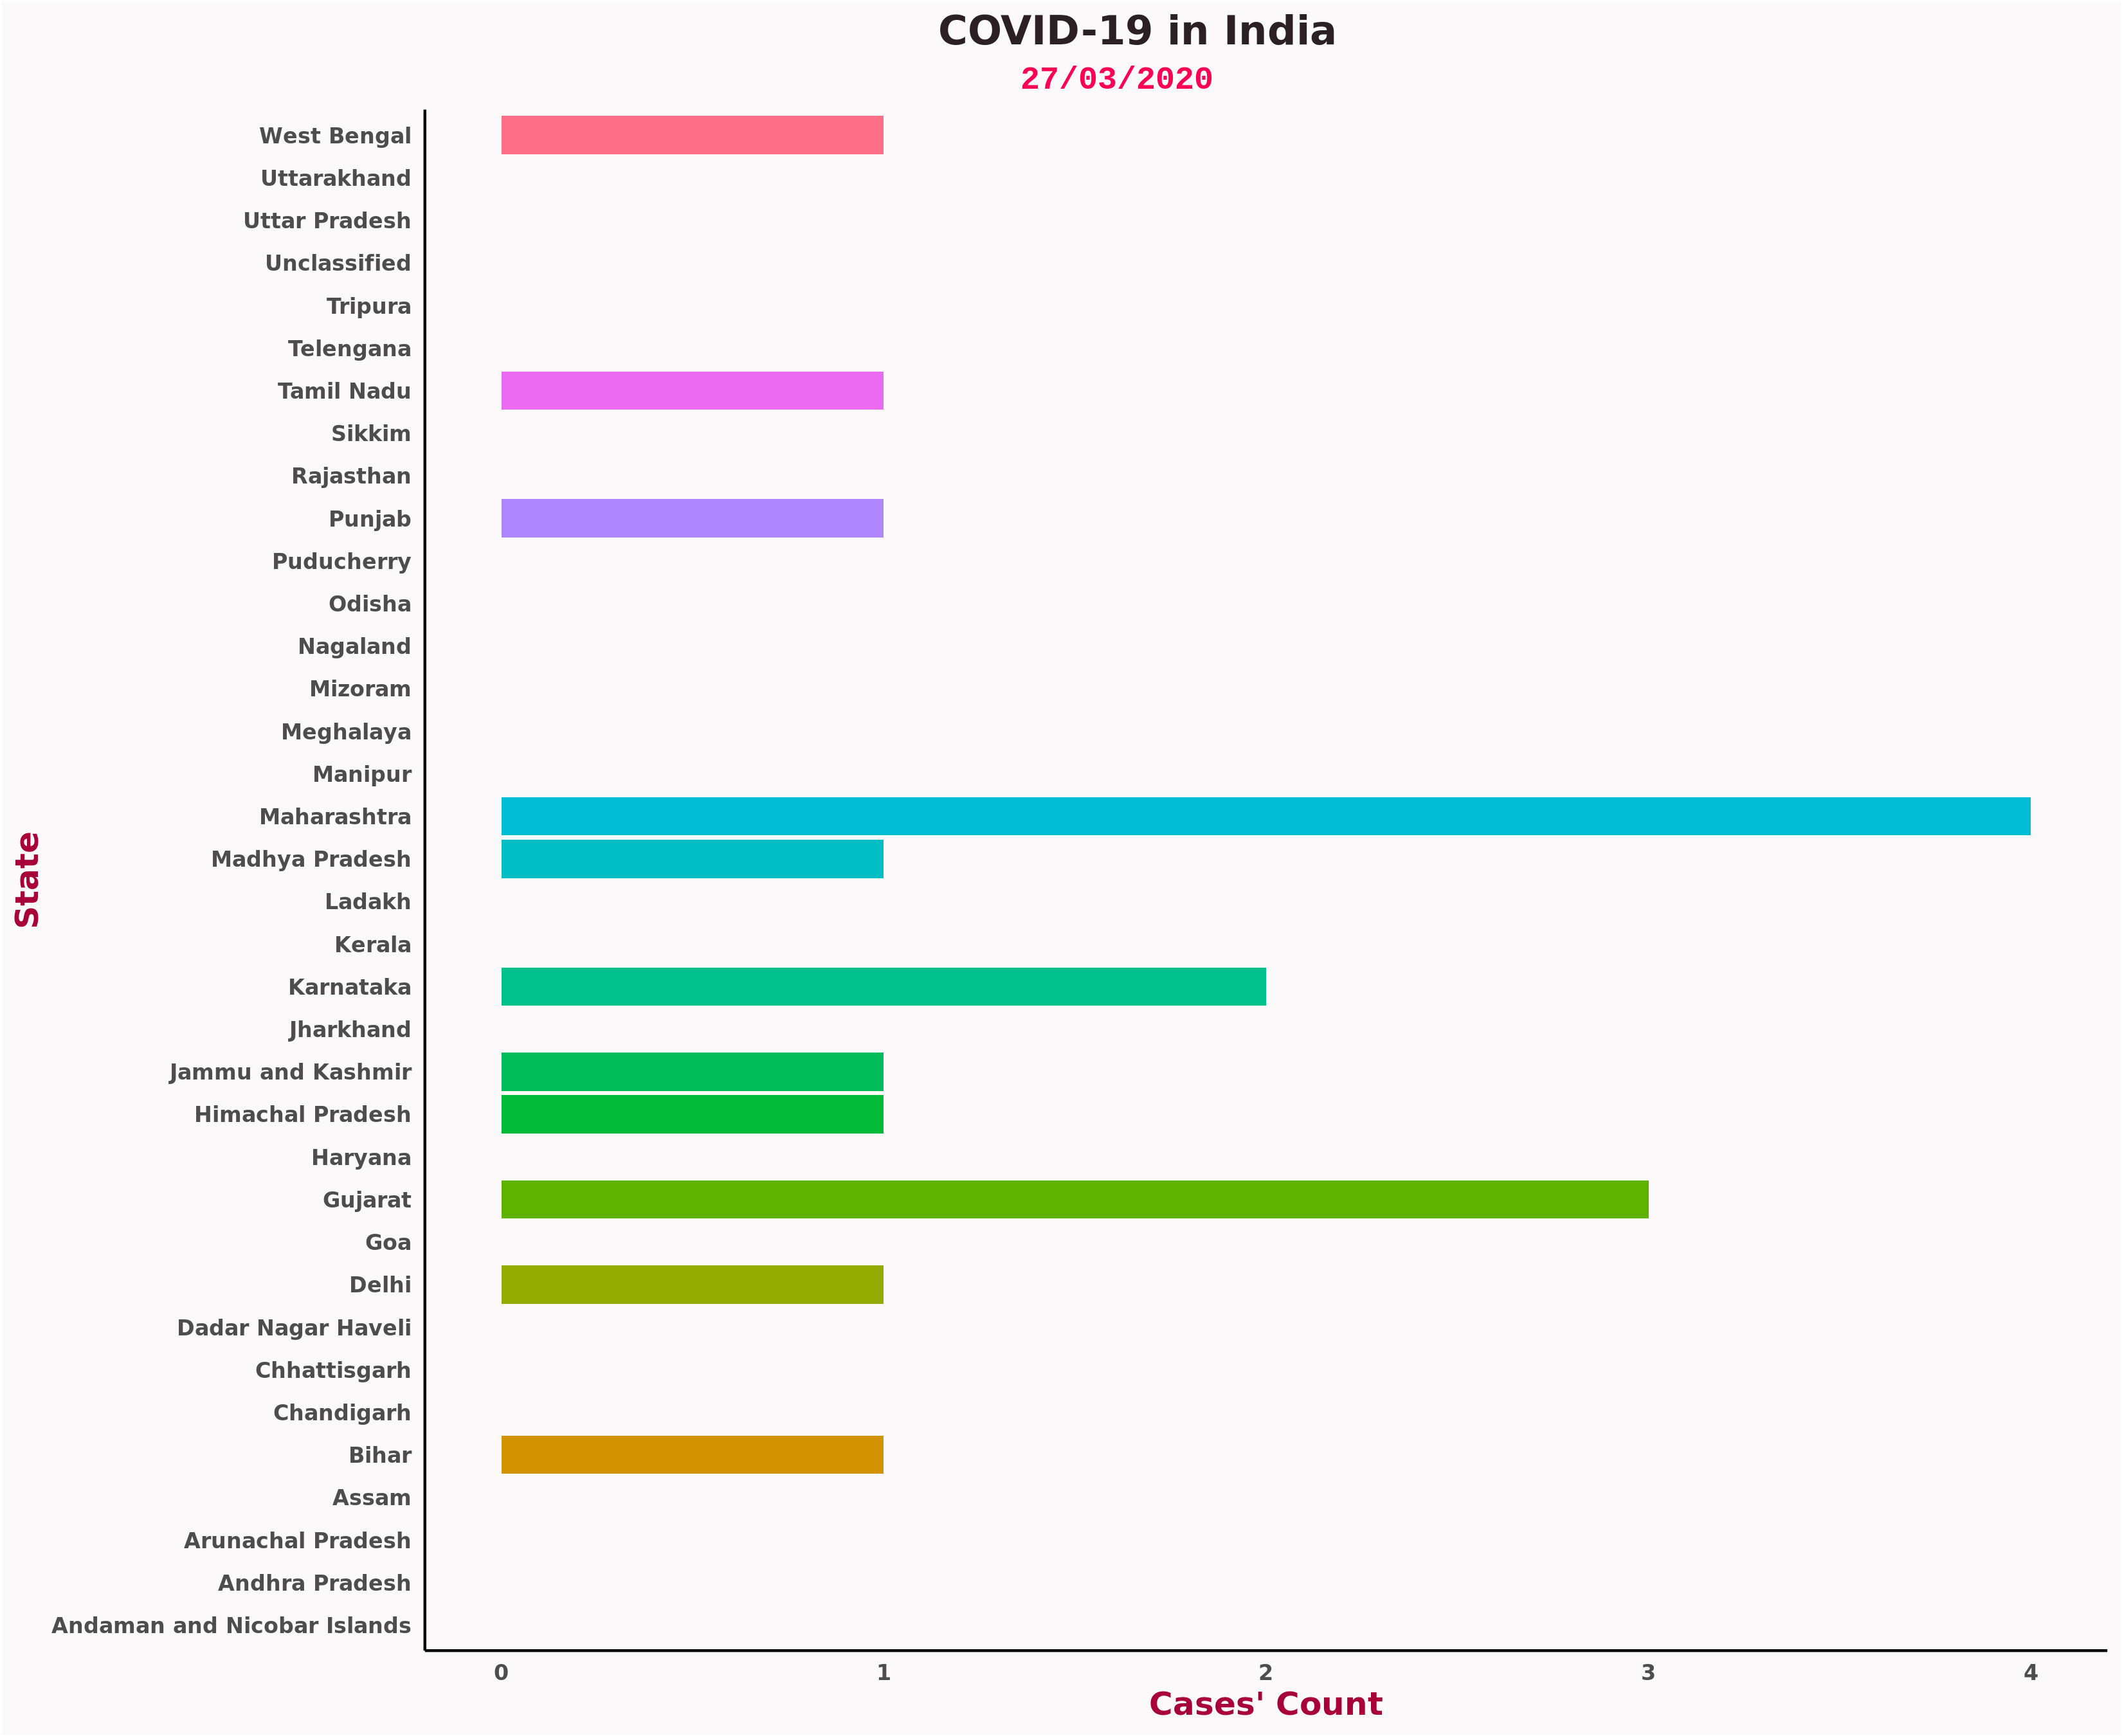 COVID-19 in India
27/03/2020
West Bengal
Uttarakhand
Uttar Pradesh
Unclassified
Tripura
Telengana
Tamil Nadu
Sikkim
Rajasthan
Punjab
Puducherry
Odisha
Nagaland
Mizoram
Meghalaya
Manipur
Maharashtra
Madhya Pradesh
Ladakh
Kerala
Karnataka
Jharkhand
Jammu and Kashmir
Himachal Pradesh
Haryana
Gujarat
Goa
Delhi
Dadar Nagar Haveli
Chhattisgarh
Chandigarh
Bihar
Assam
Arunachal Pradesh
Andhra Pradesh
Andaman and Nicobar Islands
State
0 1 2 3 4
Cases' Count